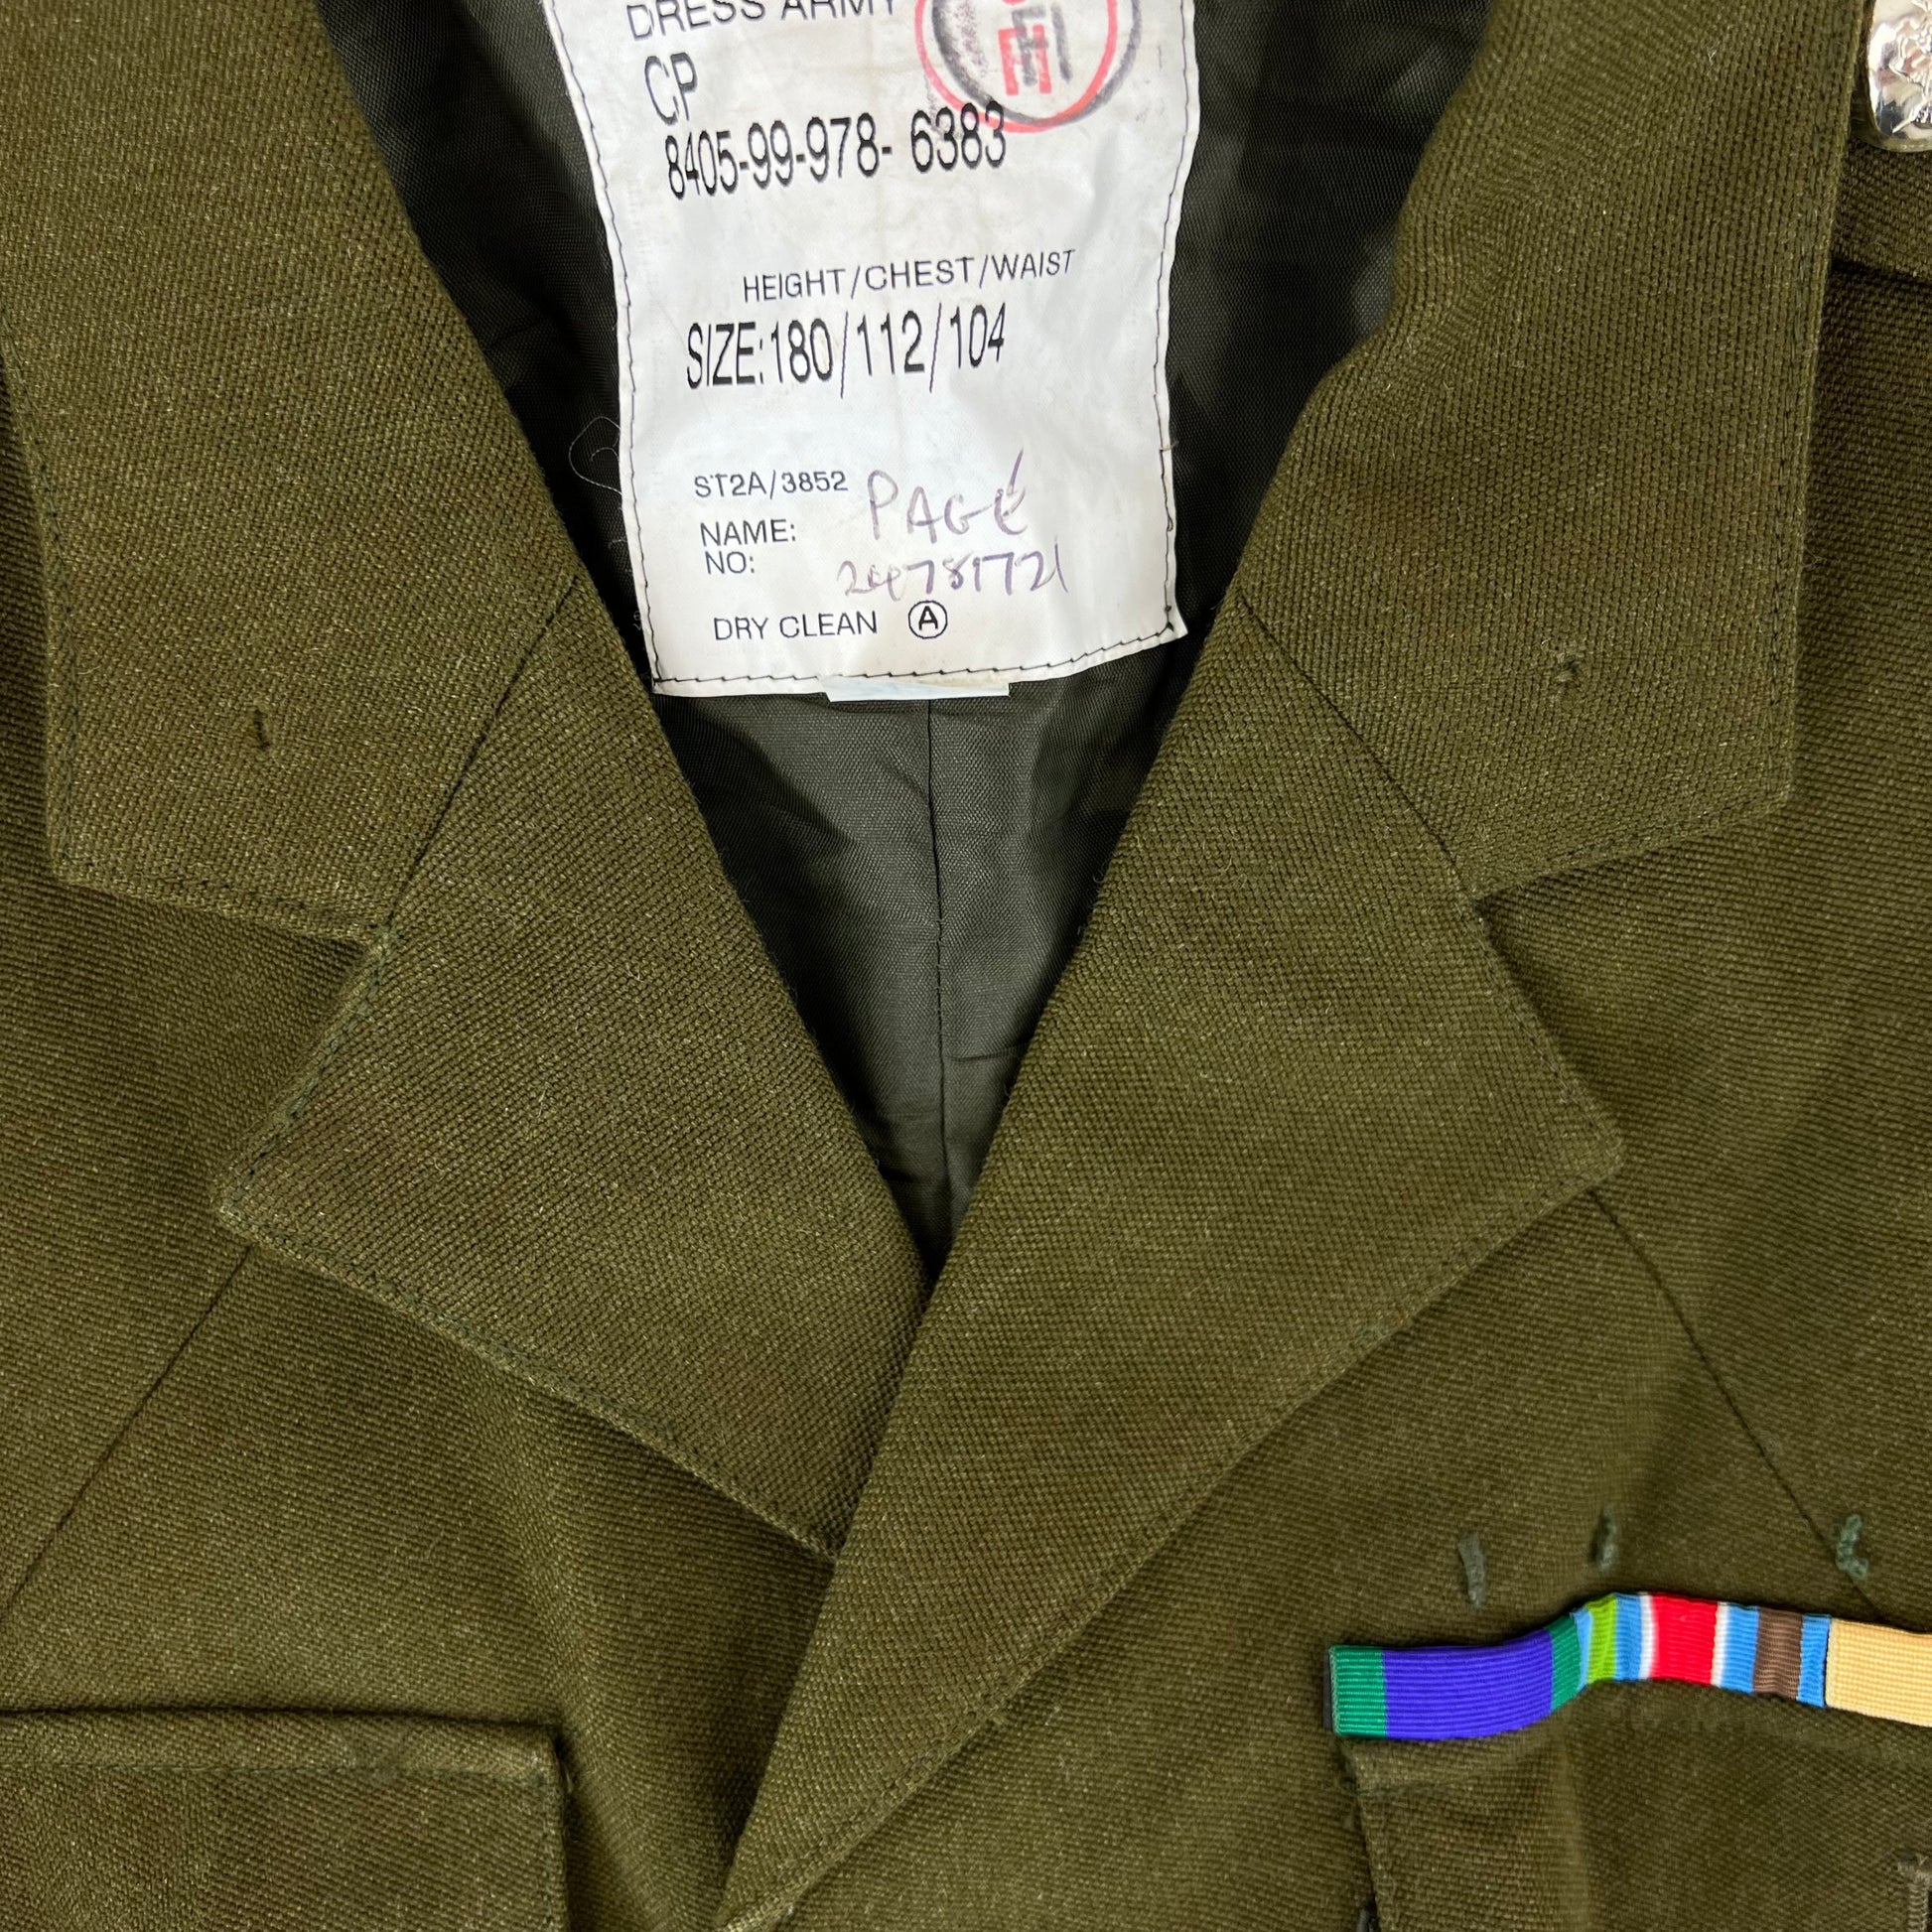 DRESS ARMY
CP
8405-99-978- 6383
HEIGHT/CHEST/WAIST
SIZE:180/112/104
ST2A/3852
NAME: PAGE
NO: 24781721
DRY CLEAN A